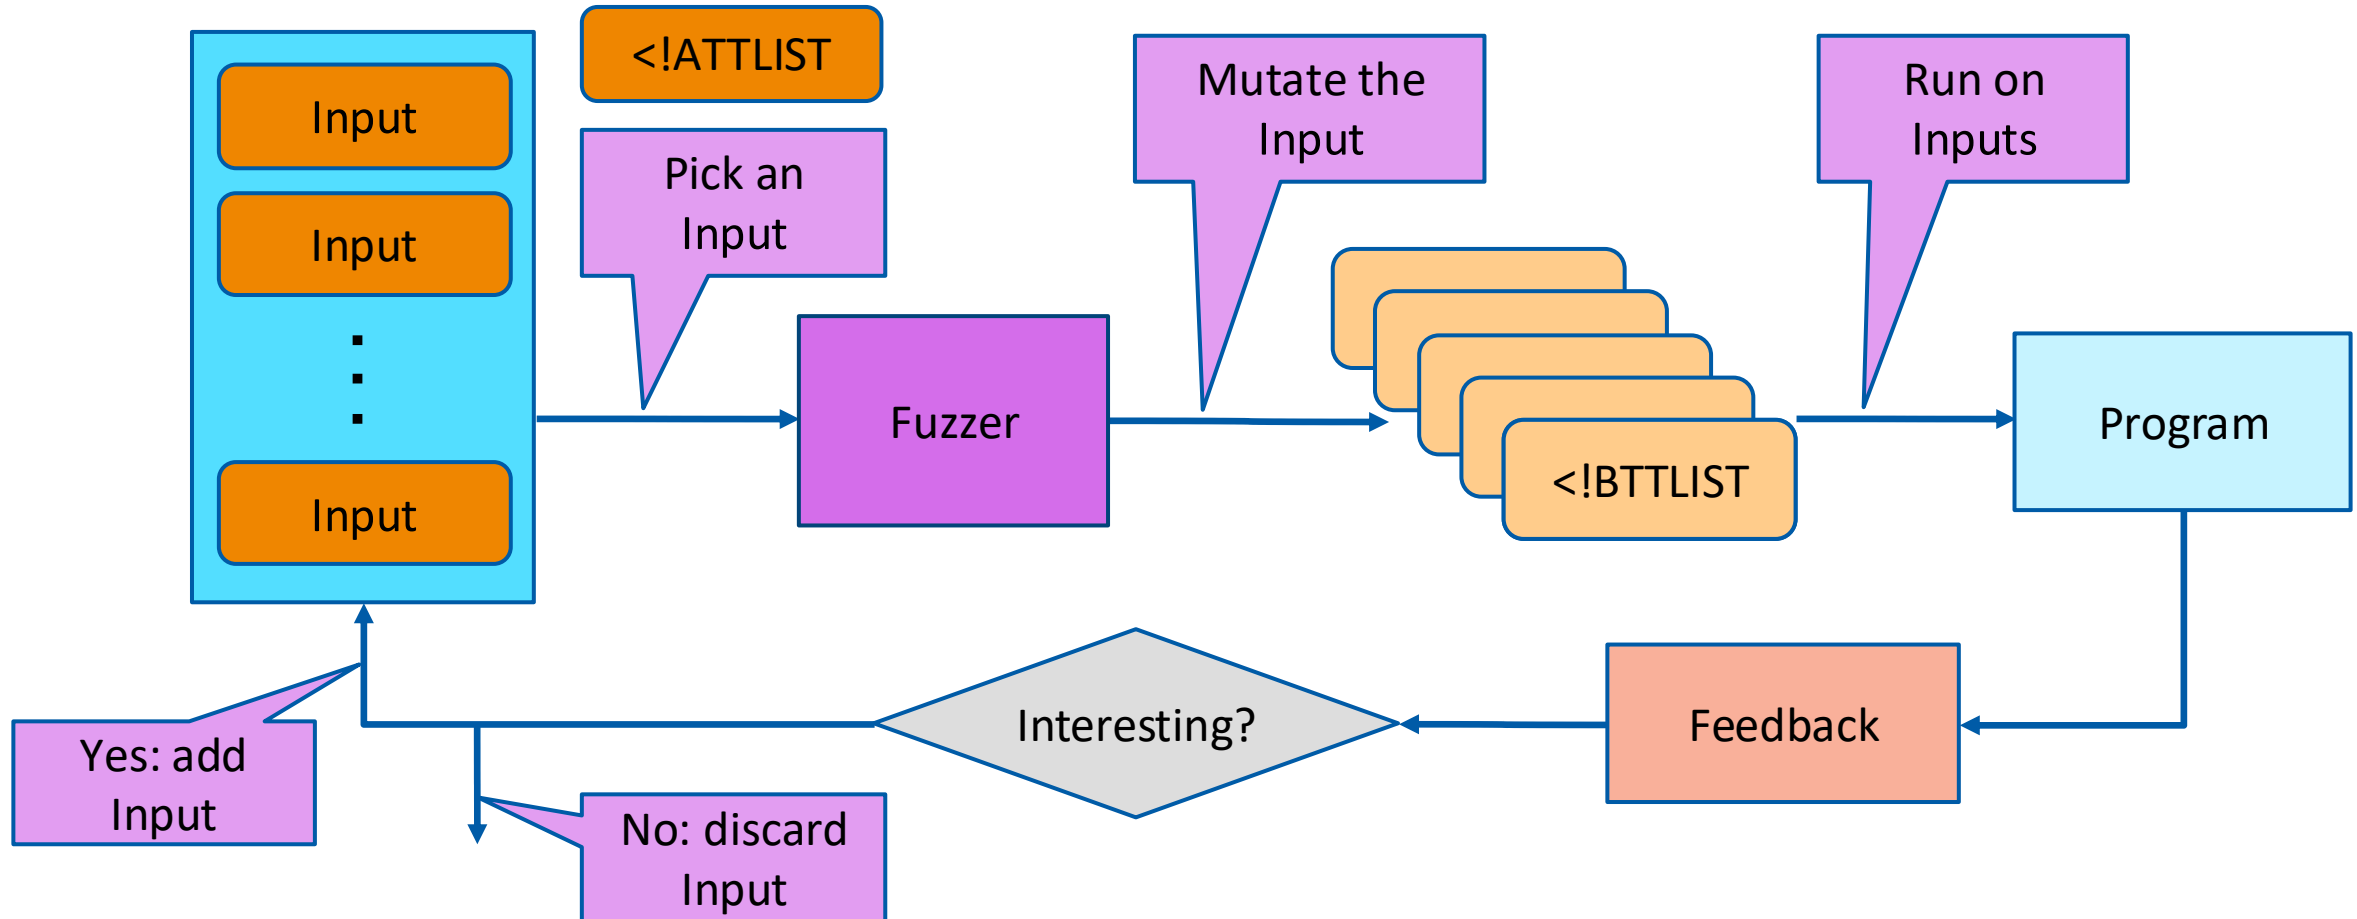 Input
Input
Input
<!ATTLIST
Pick an
Input
Fuzzer
Mutate the
Input
<!BTTLIST
Run on
Inputs
Program
Feedback
Interesting?
Yes: add
Input
No: discard
Input